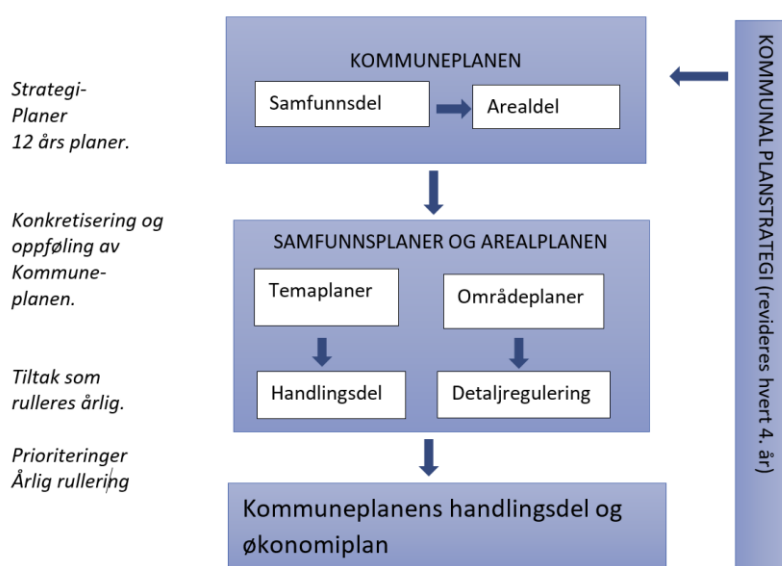 KOMMUNEPLANEN
Samfunnsdel
Arealdel
Strategi-
Planer
12 års planer.
Konkretisering og
oppføling av
Kommune-
planen.
SAMFUNNSPLANER OG AREALPLANEN
Temaplaner
Områdeplaner
Handlingsdel
Detaljregulering
Tiltak som
rulleres årlig.
Prioriteringer
Årlig rullering
Kommuneplanens handlingsdel og
økonomiplan
KOMMUNAL PLANSTRATEGI (revideres hvert 4. år)